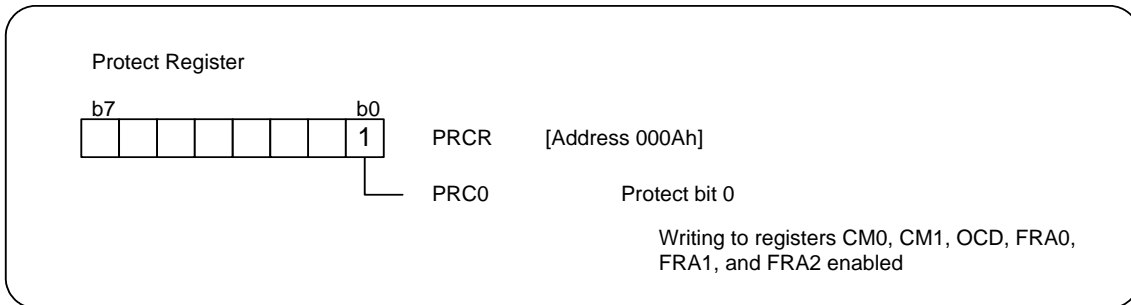 Protect Register
b7 b0
1 PRCR [Address 000Ah]
PRC0 Protect bit 0
Writing to registers CM0, CM1, OCD, FRA0,
FRA1, and FRA2 enabled